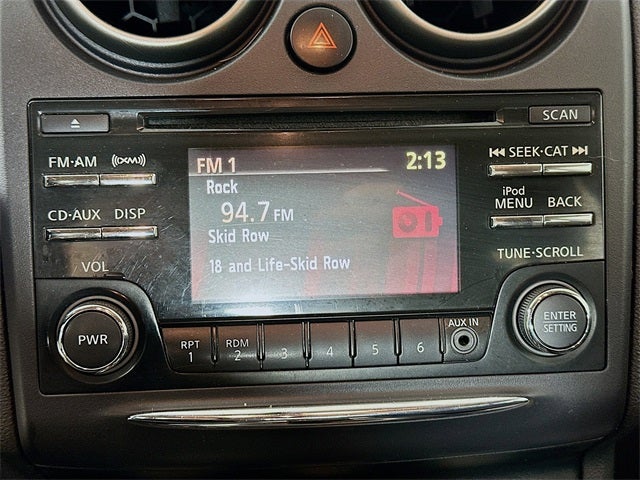 SCAN
FM·AM ((XM))
SEEK·CAT
FM 1 2:13
Rock
94.7 FM
Skid Row
18 and Life-Skid Row
iPod
MENU BACK
CD·AUX DISP
VOL
TUNE·SCROLL
PWR
ENTER
SETTING
RPT
1
RDM
2
3
4
5
6
AUX IN